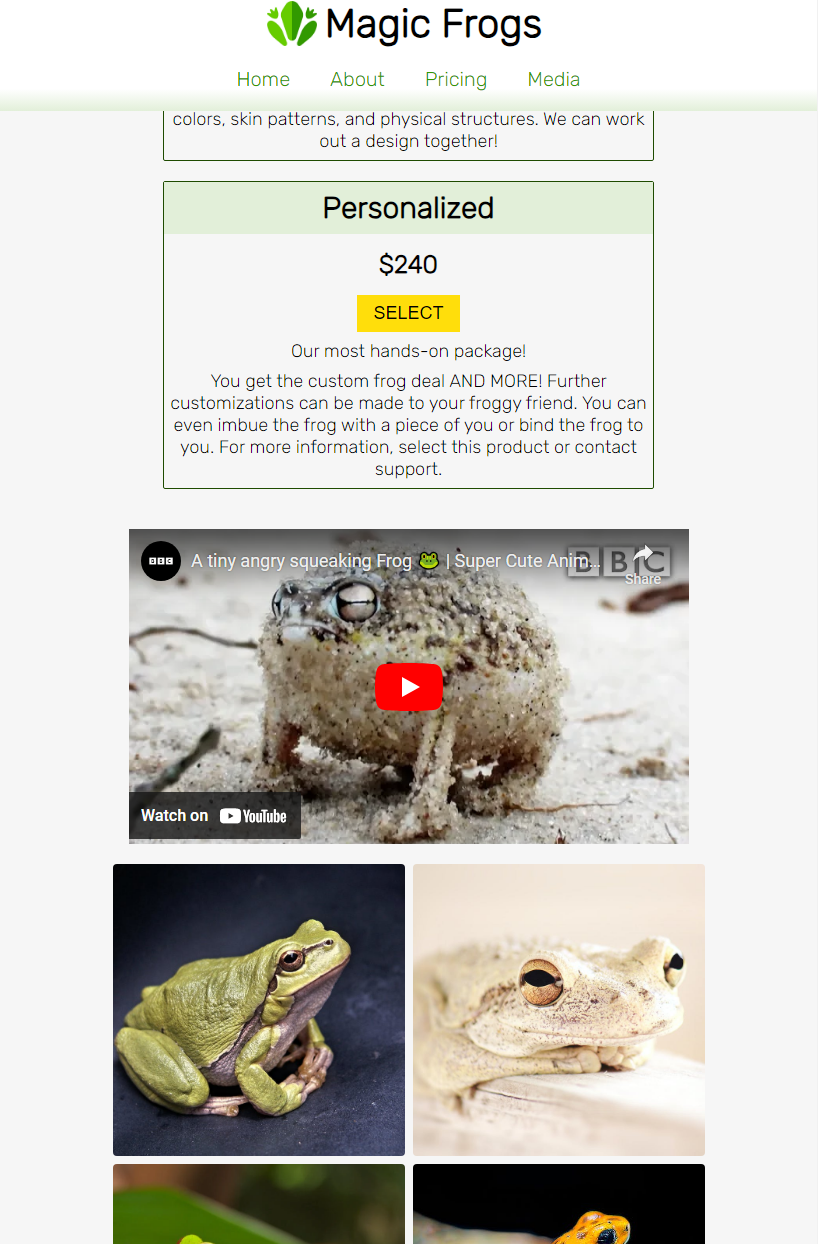 Magic Frogs
Home About Pricing Media
colors, skin patterns, and physical structures. We can work
out a design together!
Personalized
$240
SELECT
Our most hands-on package!
You get the custom frog deal AND MORE! Further
customizations can be made to your froggy friend. You can
even imbue the frog with a piece of you or bind the frog to
you. For more information, select this product or contact
support.
BBC A tiny angry squeaking Frog 🐸 | Super Cute Anim... BBC
Share
Watch on YouTube